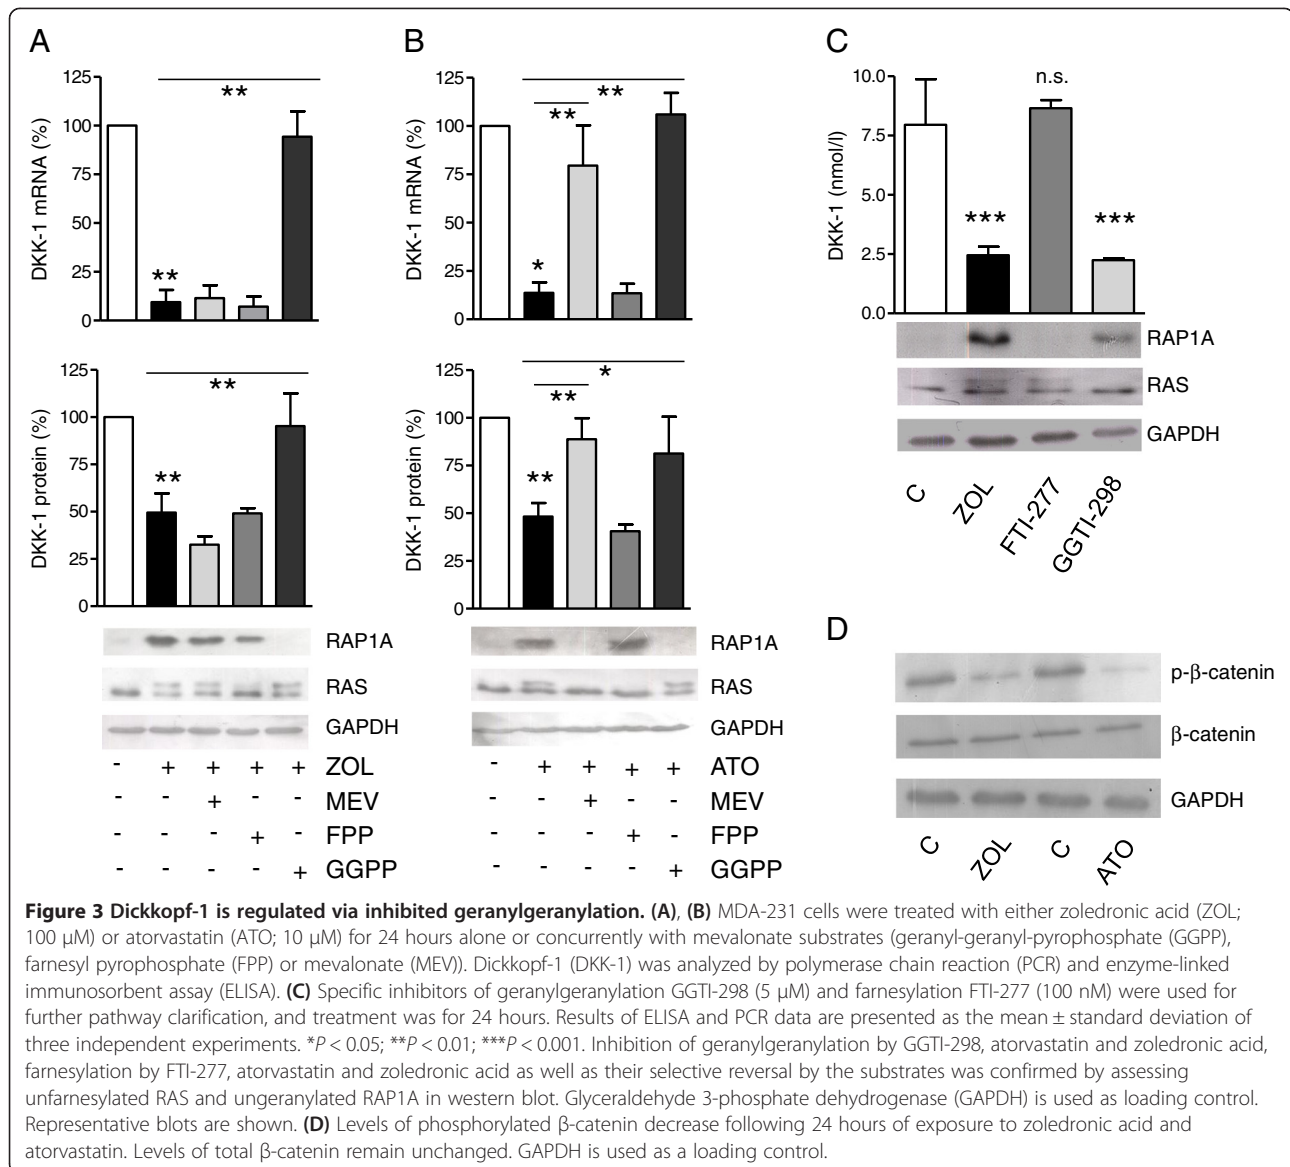 A
125
100
75
50
25
0
DKK-1 mRNA (%)
**
**
125
100
75
50
25
0
DKK-1 protein (%)
**
**
RAP1A
RAS
GAPDH
- + + + + ZOL
- - + - - MEV
- - - + - FPP
- - - - + GGPP
B
125
100
75
50
25
0
DKK-1 mRNA (%)
**
**
*
125
100
75
50
25
0
DKK-1 protein (%)
*
**
**
RAP1A
RAS
GAPDH
- + + + + ATO
- - + - - MEV
- - - + - FPP
- - - - + GGPP
C
10.0
7.5
5.0
2.5
0.0
DKK-1 (nmol/l)
n.s.
*** ***
RAP1A
RAS
GAPDH
C ZOL FTI-277 GGTI-298
D
p-β-catenin
β-catenin
GAPDH
C ZOL C ATO
Figure 3 Dickkopf-1 is regulated via inhibited geranylgeranylation. (A), (B) MDA-231 cells were treated with either zoledronic acid (ZOL;
100 μM) or atorvastatin (ATO; 10 μM) for 24 hours alone or concurrently with mevalonate substrates (geranyl-geranyl-pyrophosphate (GGPP),
farnesyl pyrophosphate (FPP) or mevalonate (MEV)). Dickkopf-1 (DKK-1) was analyzed by polymerase chain reaction (PCR) and enzyme-linked
immunosorbent assay (ELISA). (C) Specific inhibitors of geranylgeranylation GGTI-298 (5 μM) and farnesylation FTI-277 (100 nM) were used for
further pathway clarification, and treatment was for 24 hours. Results of ELISA and PCR data are presented as the mean ± standard deviation of
three independent experiments. *P < 0.05; **P < 0.01; ***P < 0.001. Inhibition of geranylgeranylation by GGTI-298, atorvastatin and zoledronic acid,
farnesylation by FTI-277, atorvastatin and zoledronic acid as well as their selective reversal by the substrates was confirmed by assessing
unfarnesylated RAS and ungeranylated RAP1A in western blot. Glyceraldehyde 3-phosphate dehydrogenase (GAPDH) is used as loading control.
Representative blots are shown. (D) Levels of phosphorylated β-catenin decrease following 24 hours of exposure to zoledronic acid and
atorvastatin. Levels of total β-catenin remain unchanged. GAPDH is used as a loading control.